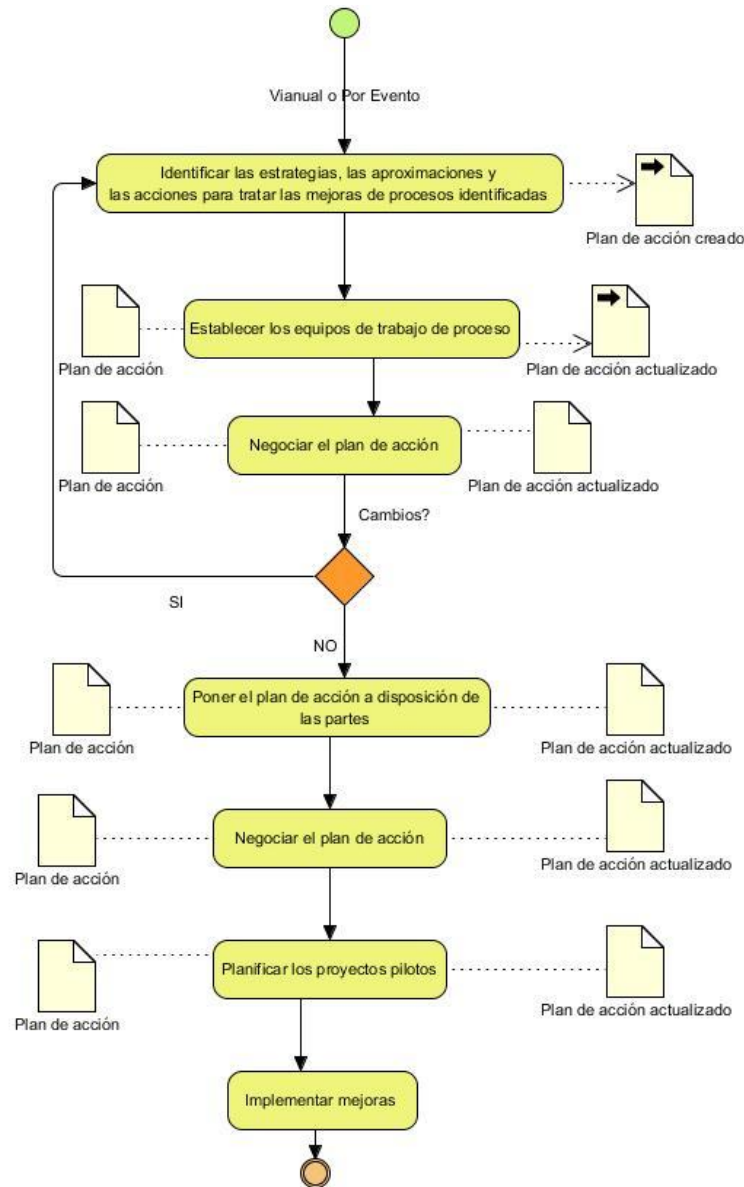 Vianual o Por Evento
Identificar las estrategias, las aproximaciones y
las acciones para tratar las mejoras de procesos identificadas
Plan de acción creado
Establecer los equipos de trabajo de proceso
Plan de acción
Plan de acción actualizado
Negociar el plan de acción
Plan de acción
Plan de acción actualizado
Cambios?
SI
NO
Poner el plan de acción a disposición de
las partes
Plan de acción
Plan de acción actualizado
Negociar el plan de acción
Plan de acción
Plan de acción actualizado
Planificar los proyectos pilotos
Plan de acción
Plan de acción actualizado
Implementar mejoras